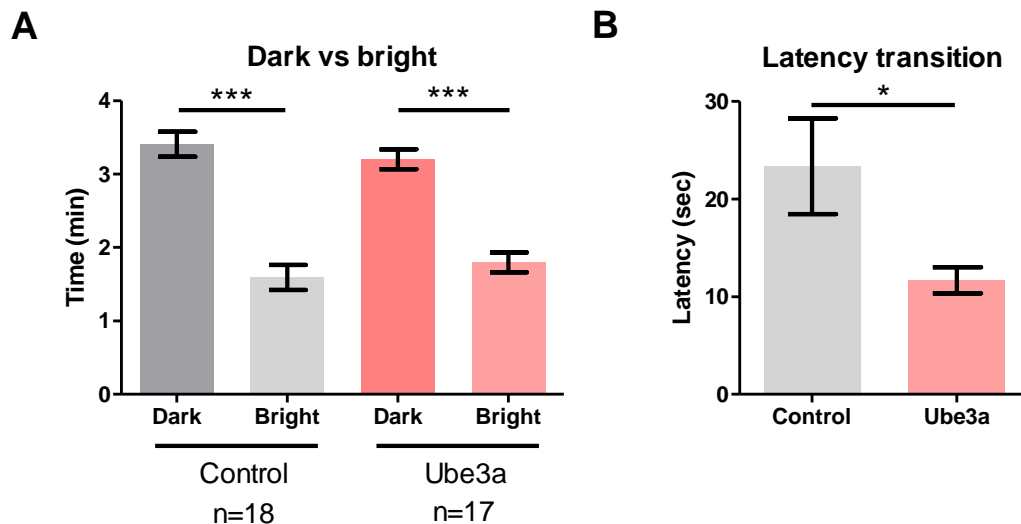 A
Dark vs bright
***
***
4
3
2
1
0
Time (min)
Dark
Bright
Dark
Bright
Control
Ube3a
n=18
n=17
B
Latency transition
*
30
20
10
0
Latency (sec)
Control
Ube3a